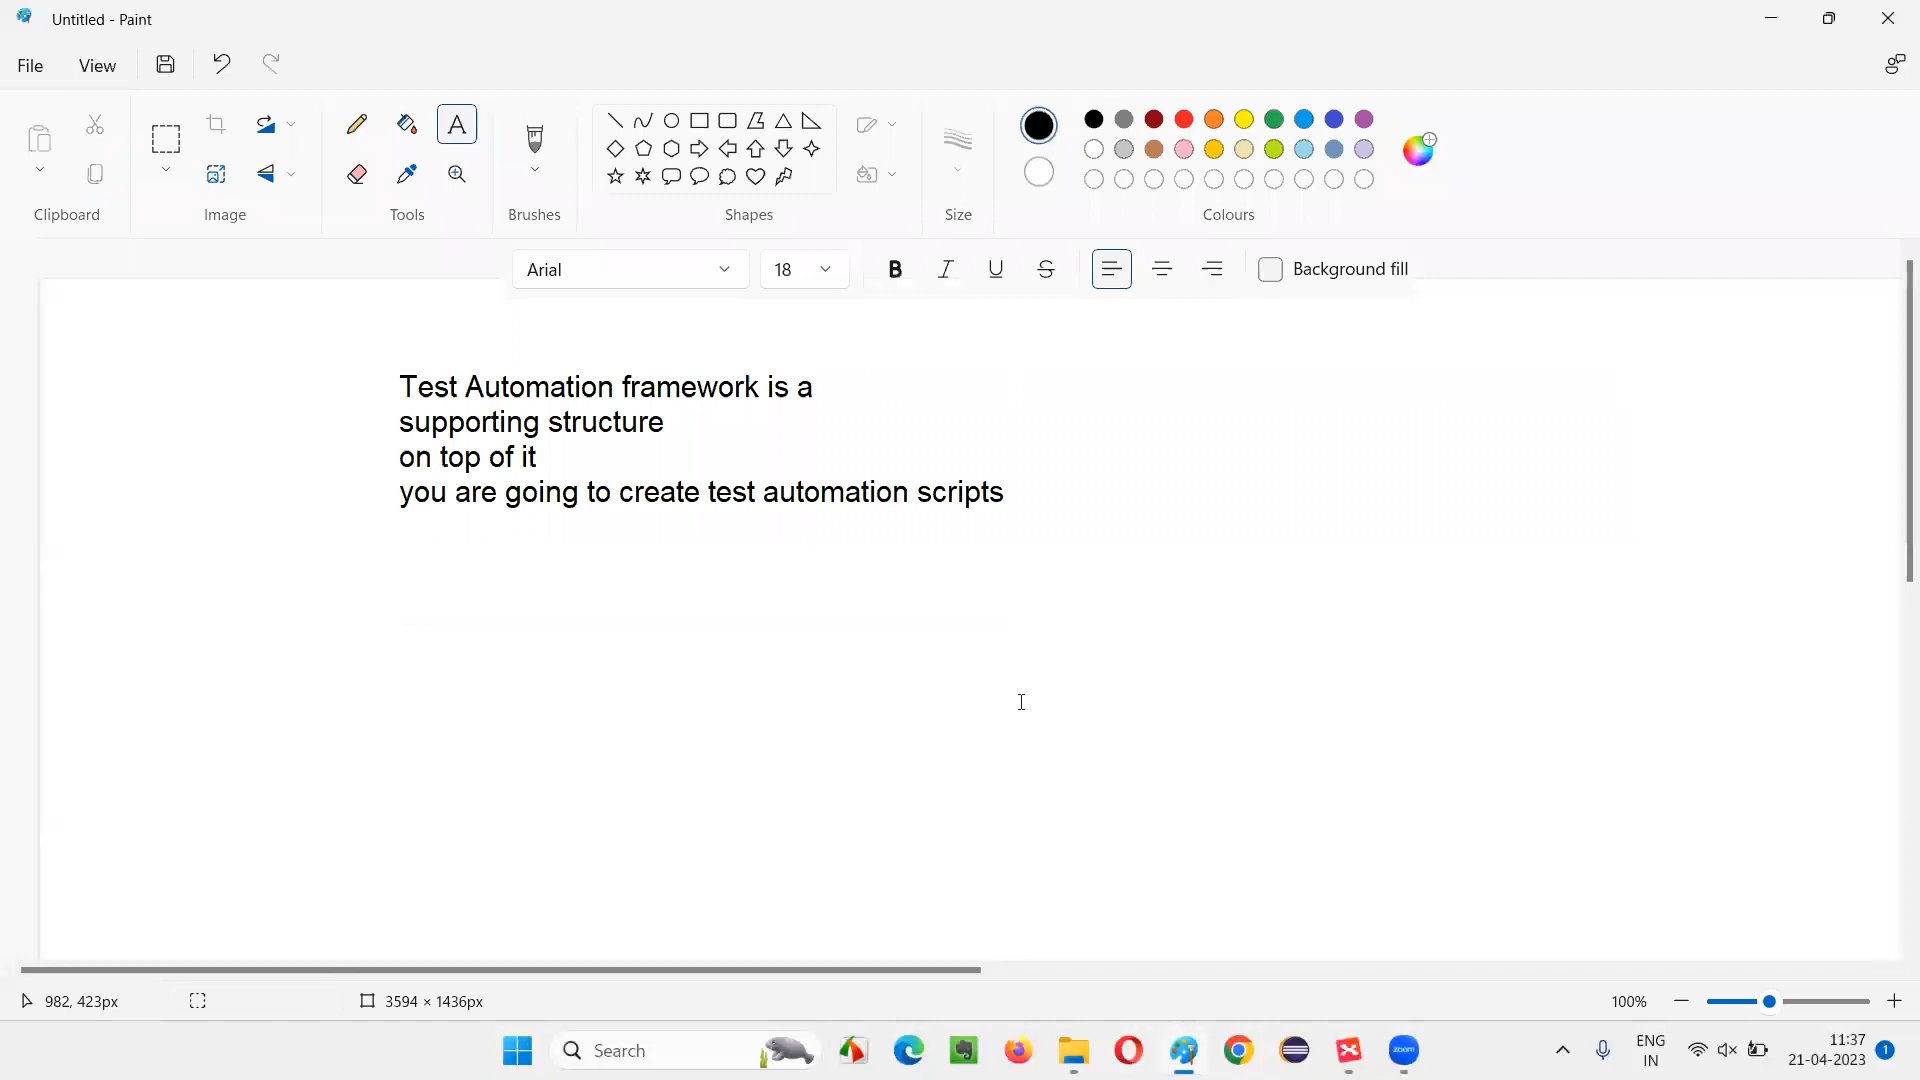 Untitled - Paint
File
View
Clipboard
Image
Tools
Brushes
Shapes
Size
Colours
Arial
18
B
I
U
S
Background fill
Test Automation framework is a
supporting structure
on top of it
you are going to create test automation scripts
982, 423px
3594 × 1436px
100%
Search
zoom
ENG
IN
11:37
21-04-2023
1